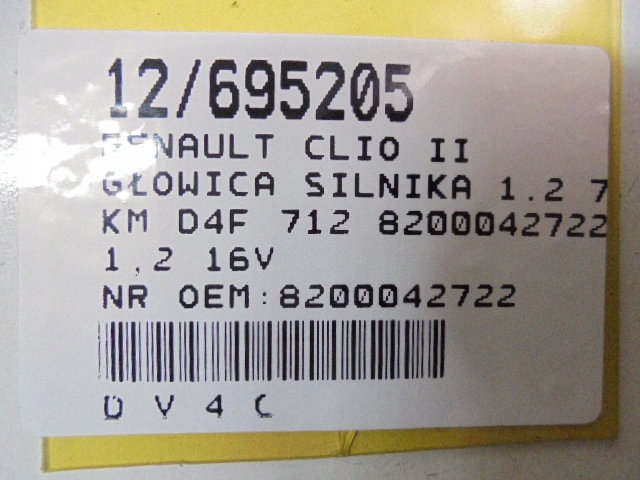 12/695205
RENAULT CLIO II
GŁOWICA SILNIKA 1.2 7
KM D4F 712 8200042722
1,2 16V
NR OEM:8200042722
D V 4 C